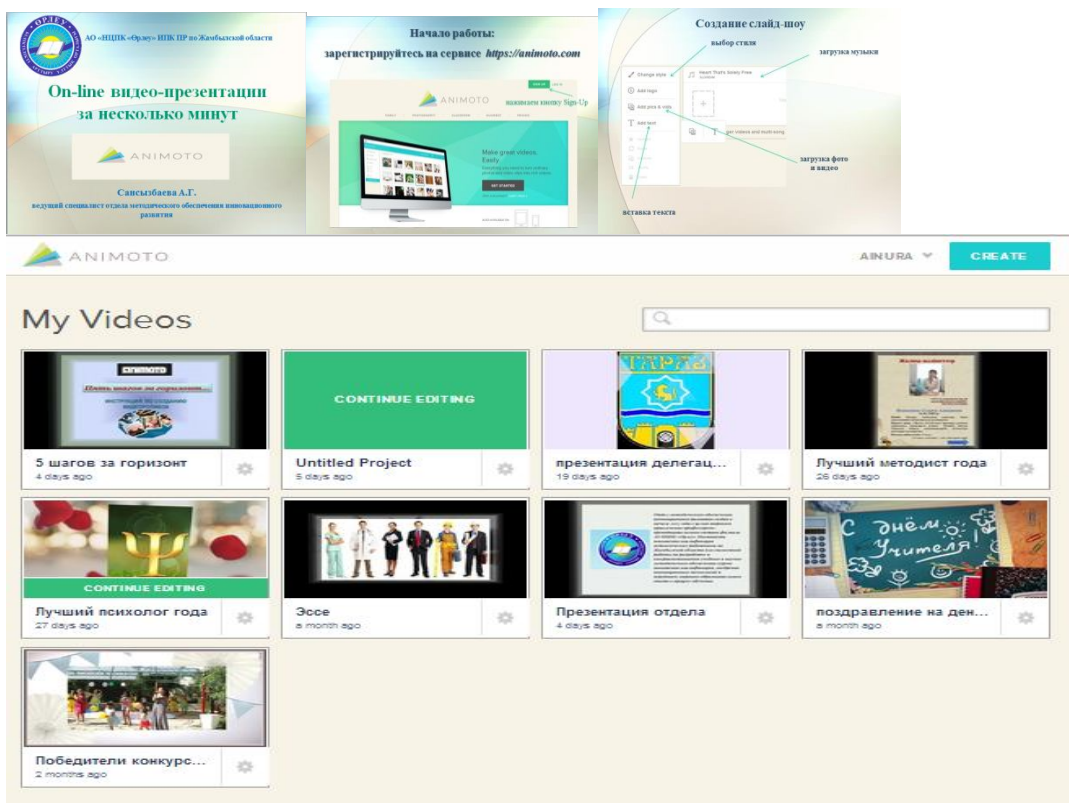 ӨРЛЕУ
АО «НЦПК «Өрлеу» ИПК ПР по Жамбылской области
On-line видео-презентации
за несколько минут
ANIMOTO
Сансызбаева А.Г.
ведущий специалист отдела методического обеспечения инновационного
развития
Начало работы:
зарегистрируйтесь на сервисе https://animoto.com
ANIMOTO
нажимаем кнопку Sign-Up
Make great videos.
Easily
GET STARTED
Создание слайд-шоу
выбор стиля
загрузка музыки
Change style
Add logo
Add pics & vids
Add text
загрузка фото
и видео
вставка текста
ANIMOTO
AINURA
CREATE
My Videos
animoto
CONTINUE EDITING
ТАРАЗ
5 шагов за горизонт
4 days ago
Untitled Project
5 days ago
презентация делегац...
19 days ago
Лучший методист года
26 days ago
CONTINUE EDITING
С днём
Учителя!
Лучший психолог года
27 days ago
Эссе
a month ago
Презентация отдела
4 days ago
поздравление на ден...
a month ago
Победители конкурс...
2 months ago